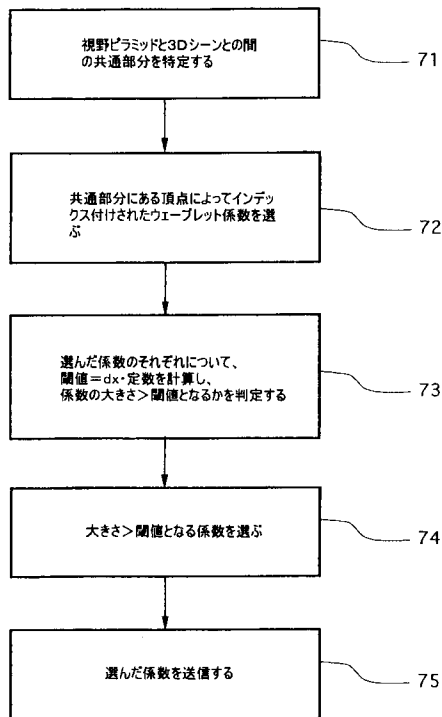 視野ピラミッドと3Dシーンとの間
の共通部分を特定する
71
共通部分にある頂点によってインデッ
クス付けされたウェーブレット係数を選
ぶ
72
選んだ係数のそれぞれについて、
閾値=dx・定数を計算し、
係数の大きさ>閾値となるかを判定する
73
大きさ>閾値となる係数を選ぶ
74
選んだ係数を送信する
75